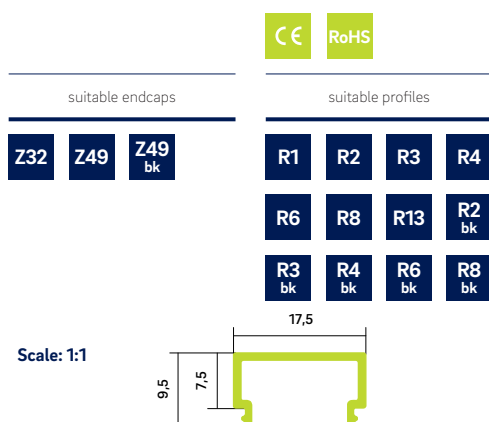 CE RoHS
suitable endcaps
suitable profiles
Z32 Z49 Z49 bk
R1 R2 R3 R4
R6 R8 R13 R2 bk
R3 bk R4 bk R6 bk R8 bk
17,5
Scale: 1:1
9,5
7,5